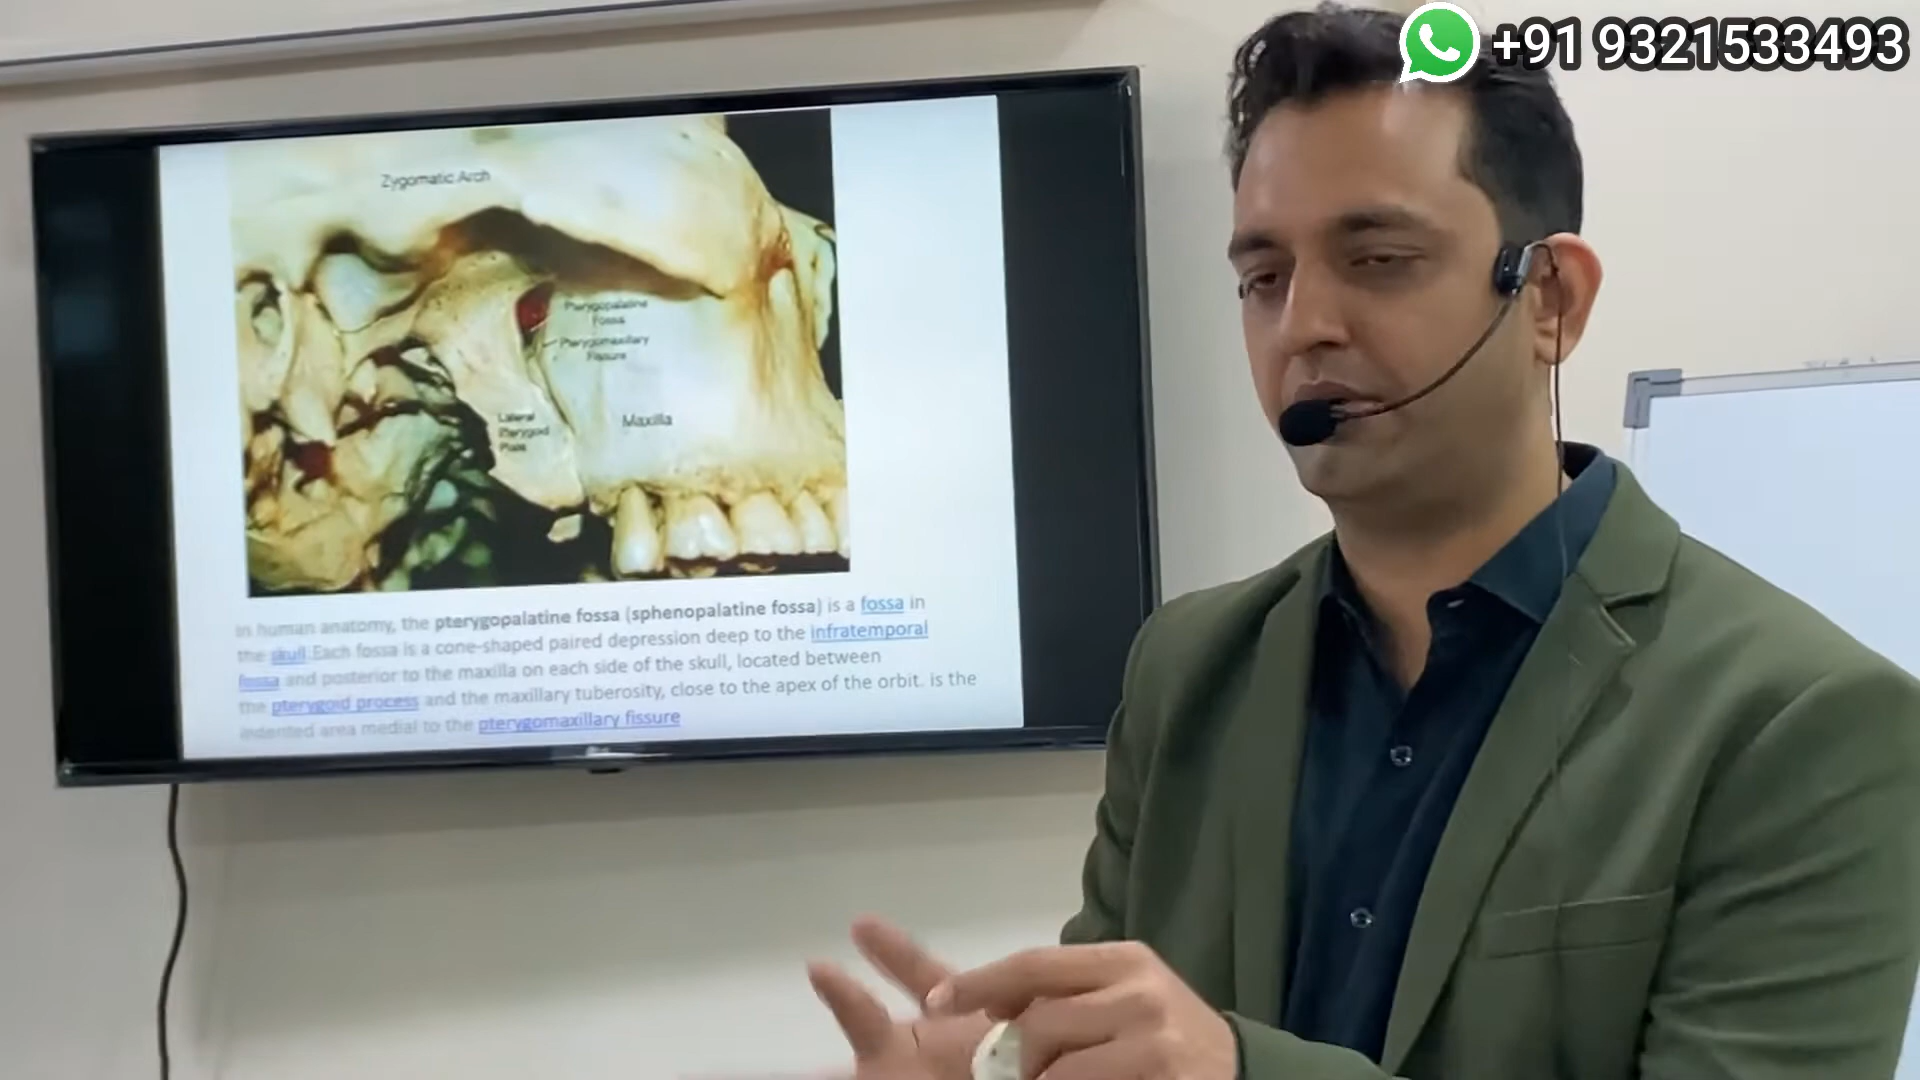 +91 9321533493
Zygomatic Arch
Pterygopalatine
Fossa
Pterygomaxillary
Fissure
Lateral
Pterygoid
Plate
Maxilla
In human anatomy, the pterygopalatine fossa (sphenopalatine fossa) is a fossa in
the skull. Each fossa is a cone-shaped paired depression deep to the infratemporal
fossa and posterior to the maxilla on each side of the skull, located between
the pterygoid process and the maxillary tuberosity, close to the apex of the orbit. is the
indented area medial to the pterygomaxillary fissure